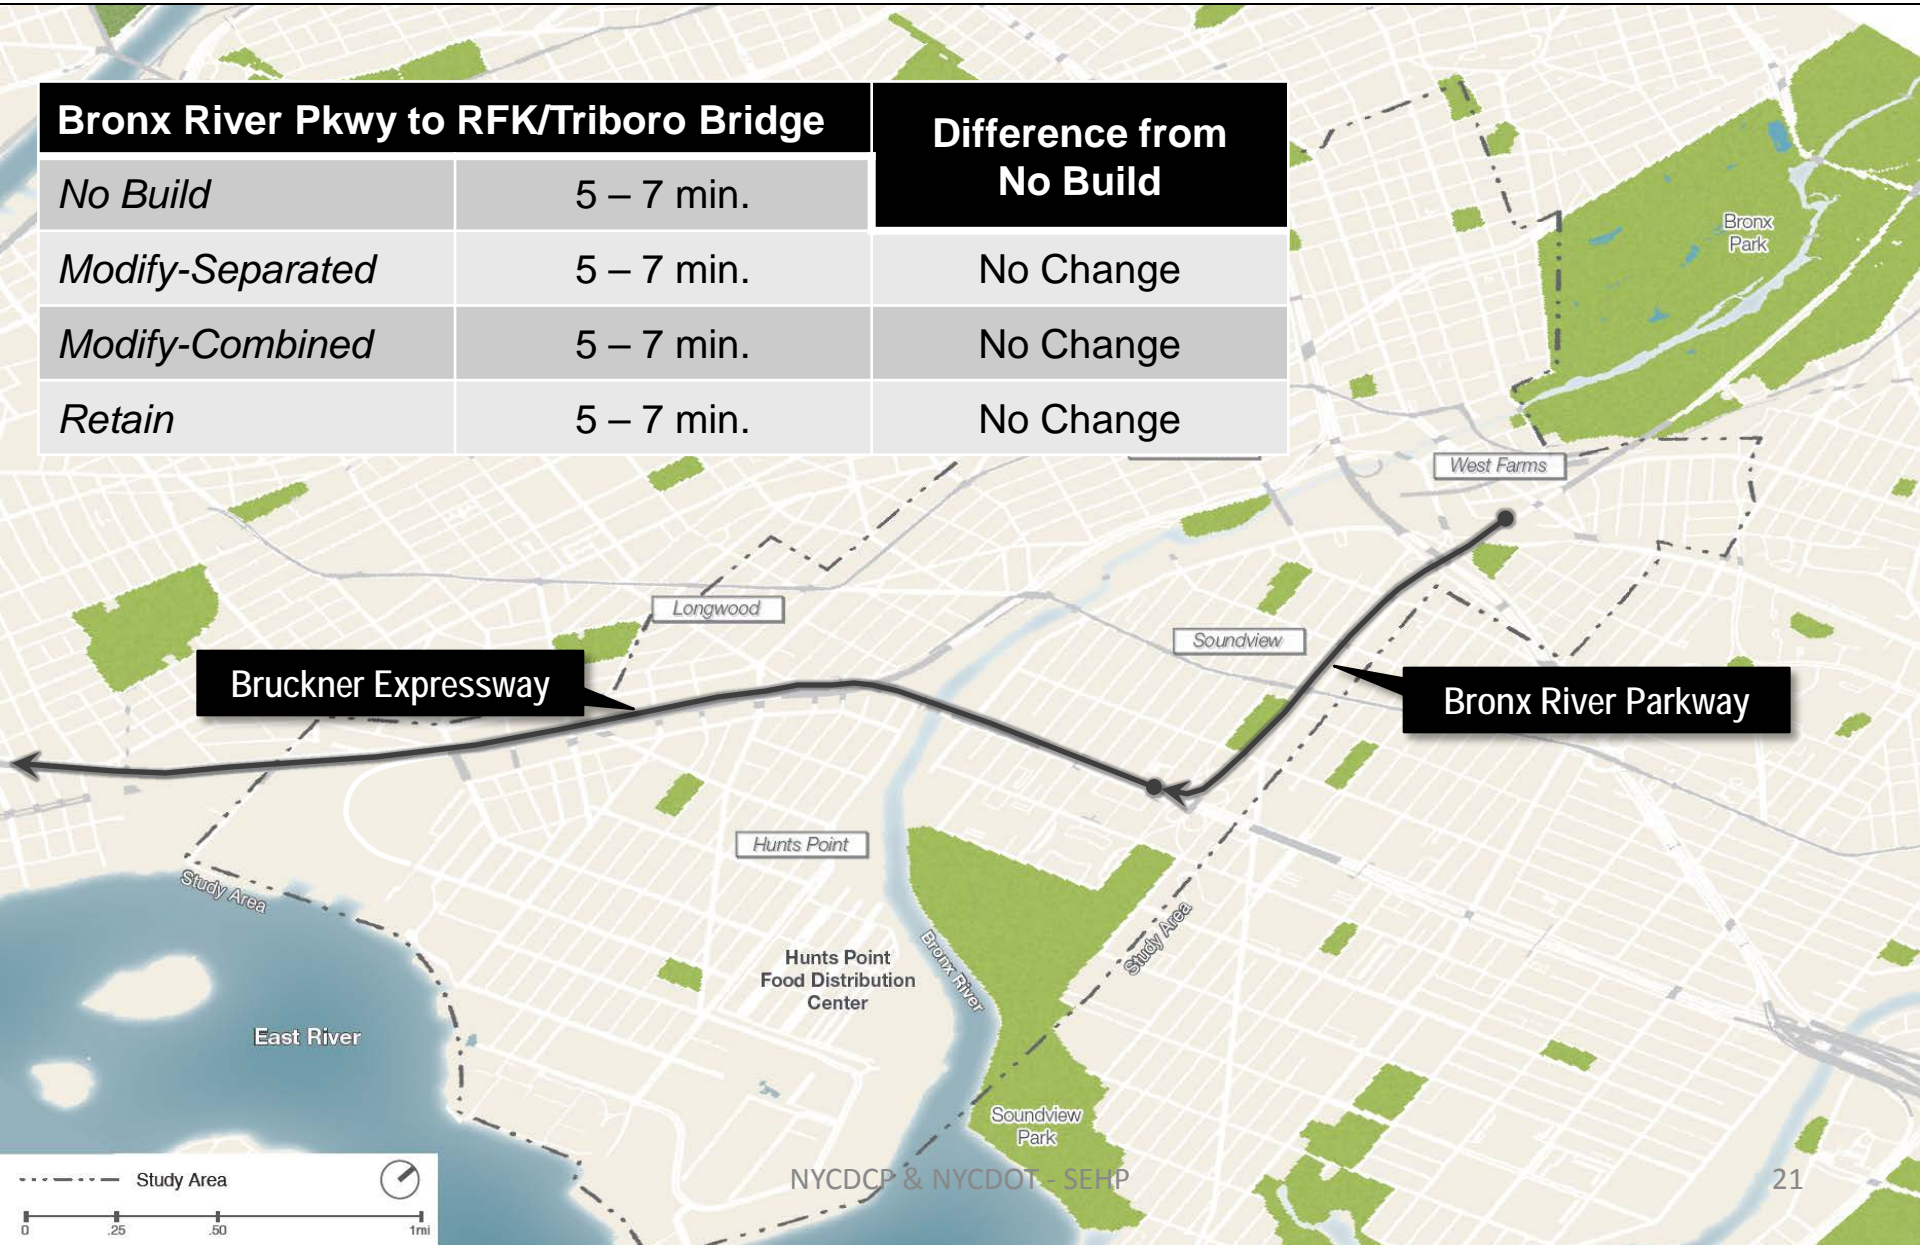 Bronx River Pkwy to RFK/Triboro Bridge
Difference from
No Build
No Build
5 – 7 min.
Modify-Separated
5 – 7 min.
No Change
Modify-Combined
5 – 7 min.
No Change
Retain
5 – 7 min.
No Change
Bronx
Park
West Farms
Longwood
Soundview
Bruckner Expressway
Bronx River Parkway
Hunts Point
Study Area
Study Area
Bronx River
Hunts Point
Food Distribution
Center
East River
Soundview
Park
Study Area
0 .25 .50 1mi
NYCDCP & NYCDOT - SEHP
21